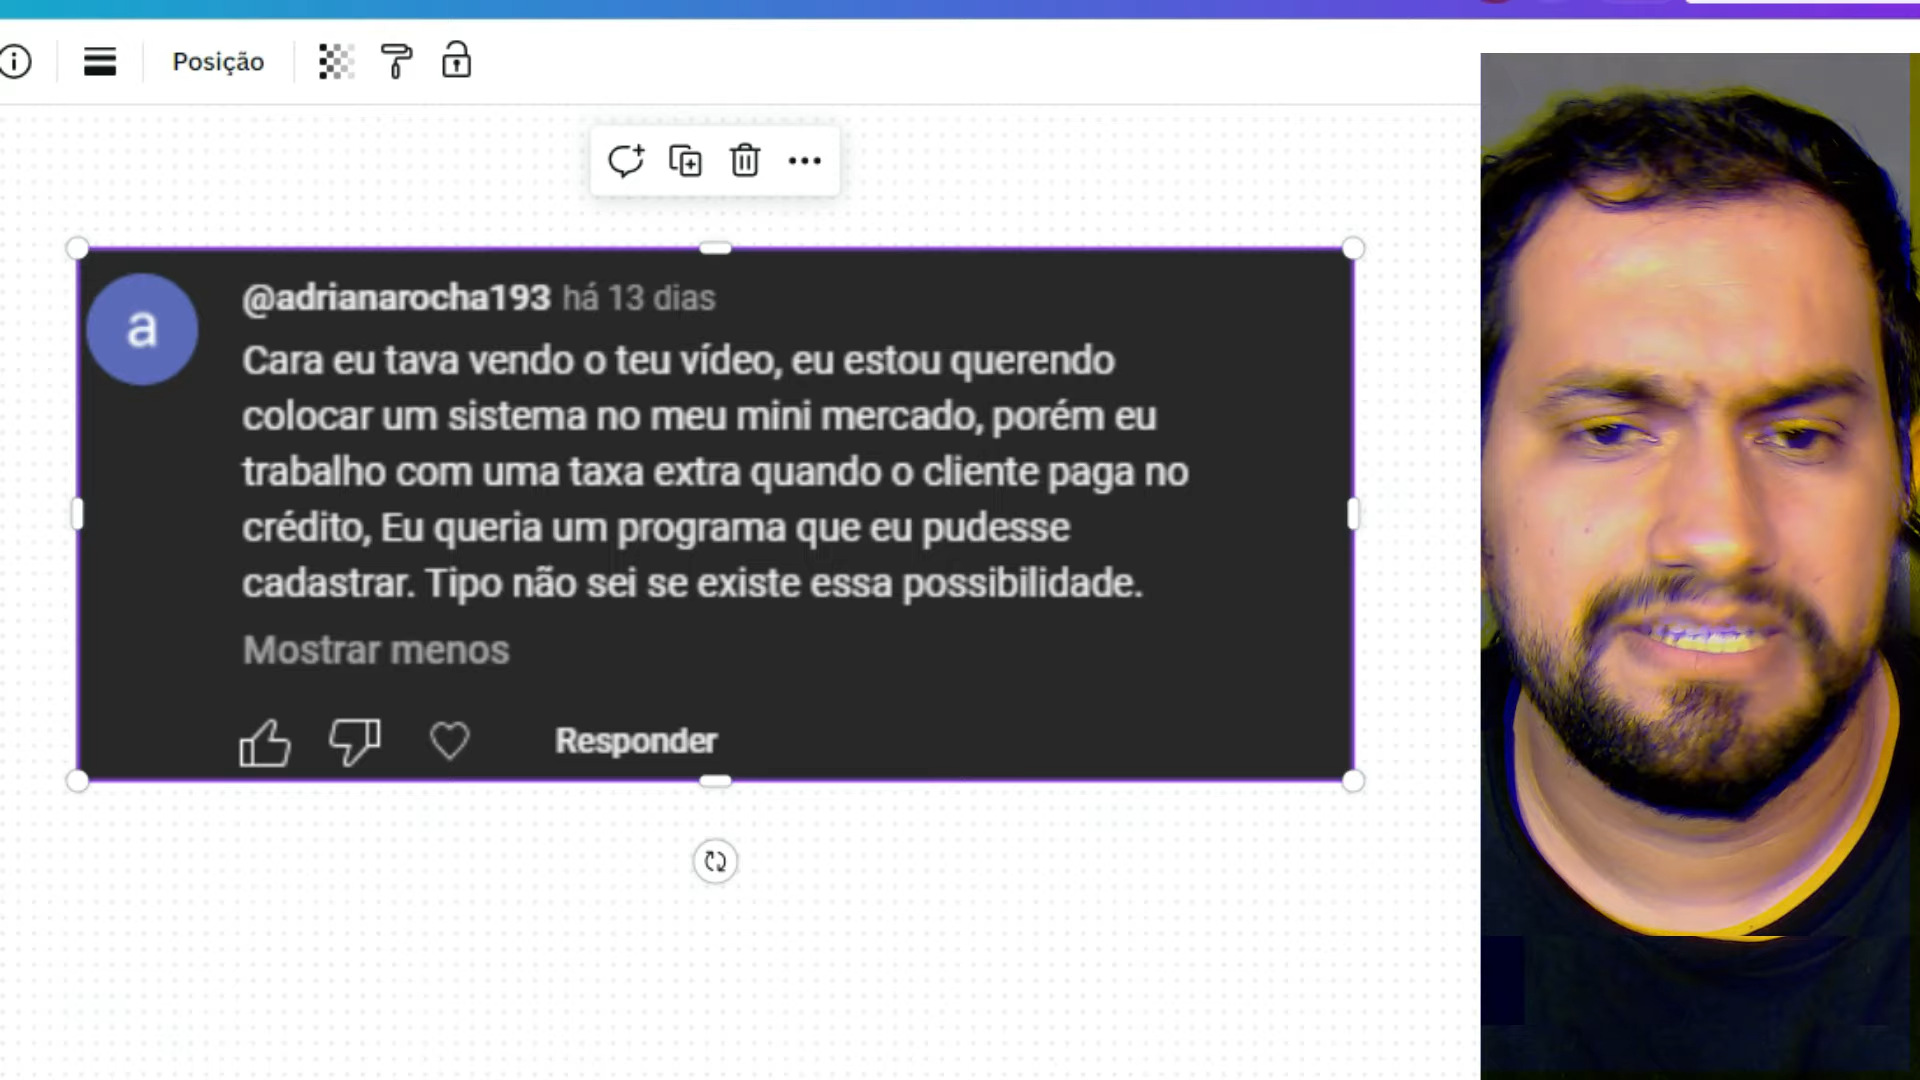 Posição
a
@adrianarocha193 há 13 dias
Cara eu tava vendo o teu vídeo, eu estou querendo
colocar um sistema no meu mini mercado, porém eu
trabalho com uma taxa extra quando o cliente paga no
crédito, Eu queria um programa que eu pudesse
cadastrar. Tipo não sei se existe essa possibilidade.
Mostrar menos
Responder